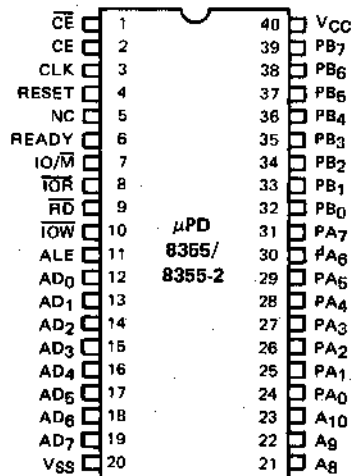 C̅E̅ 1 40 VCC
CE 2 39 PB7
CLK 3 38 PB6
RESET 4 37 PB5
NC 5 36 PB4
READY 6 35 PB3
IO/M̅ 7 34 PB2
I̅O̅R̅ 8 33 PB1
R̅D̅ 9 32 PB0
I̅O̅W̅ 10 μPD 31 PA7
ALE 11 8355/ 30 PA6
AD0 12 8355-2 29 PA5
AD1 13 28 PA4
AD2 14 27 PA3
AD3 15 26 PA2
AD4 16 25 PA1
AD5 17 24 PA0
AD6 18 23 A10
AD7 19 22 A9
VSS 20 21 A8